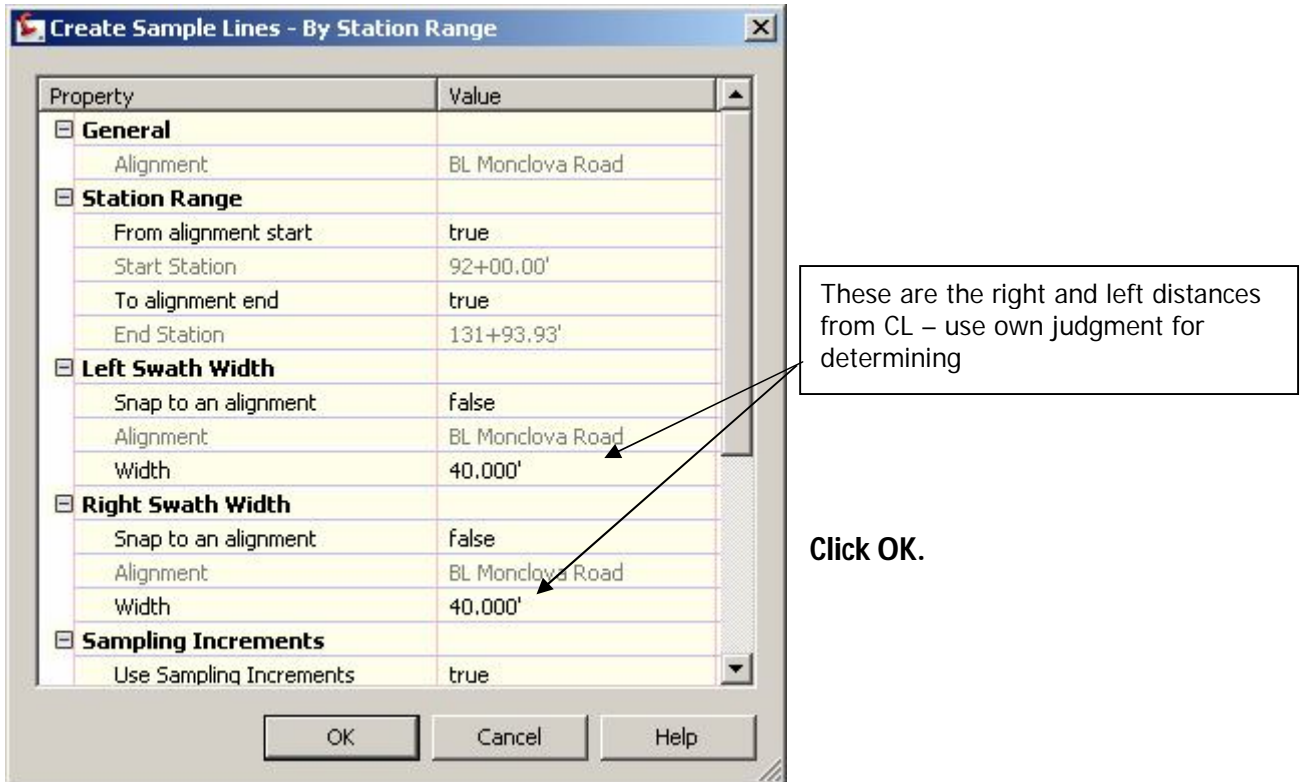 Create Sample Lines - By Station Range
Property Value
General
Alignment BL Monclova Road
Station Range
From alignment start true
Start Station 92+00.00'
To alignment end true
End Station 131+93.93'
Left Swath Width
Snap to an alignment false
Alignment BL Monclova Road
Width 40.000'
Right Swath Width
Snap to an alignment false
Alignment BL Monclova Road
Width 40.000'
Sampling Increments
Use Sampling Increments true
OK Cancel Help
These are the right and left distances
from CL – use own judgment for
determining
Click OK.